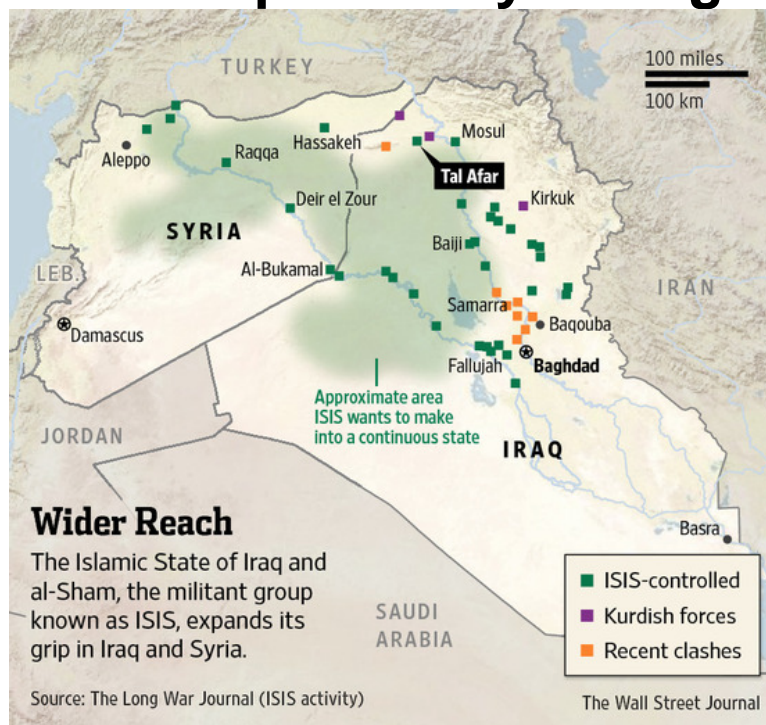 TURKEY
100 miles
100 km
Aleppo
Raqqa
Hassakeh
Mosul
Tal Afar
Deir el Zour
Kirkuk
SYRIA
Baiji
Al-Bukamal
LEB.
IRAN
Samarra
Damascus
Baqouba
Fallujah
Baghdad
Approximate area
ISIS wants to make
into a continuous state
JORDAN
IRAQ
Wider Reach
The Islamic State of Iraq and
al-Sham, the militant group
known as ISIS, expands its
grip in Iraq and Syria.
Basra
SAUDI
ARABIA
ISIS-controlled
Kurdish forces
Recent clashes
Source: The Long War Journal (ISIS activity)
The Wall Street Journal